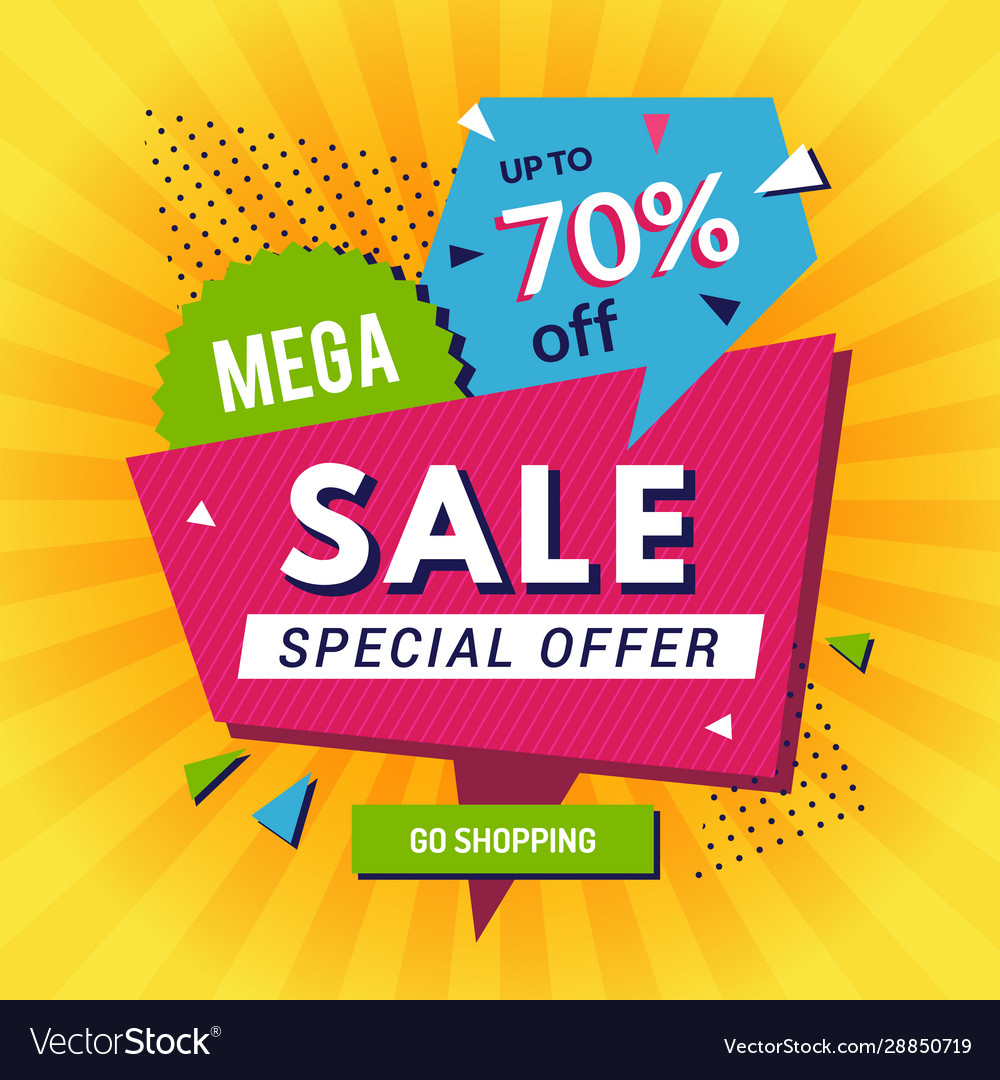 UP TO
70%
off
MEGA
SALE
SPECIAL OFFER
GO SHOPPING
VectorStock®
VectorStock.com/28850719